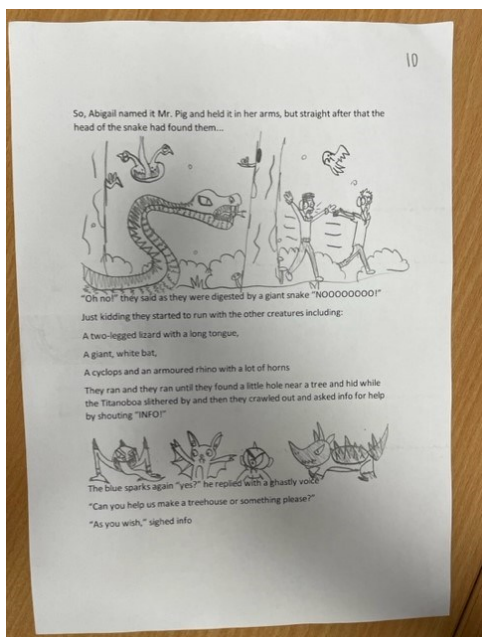 10
So, Abigail named it Mr. Pig and held it in her arms, but straight after that the
head of the snake had found them...
"Oh no!" they said as they were digested by a giant snake "NOOOOOOOO!"
Just kidding they started to run with the other creatures including:
A two-legged lizard with a long tongue,
A giant, white bat,
A cyclops and an armoured rhino with a lot of horns
They ran and they ran until they found a little hole near a tree and hid while
the Titanoboa slithered by and then they crawled out and asked info for help
by shouting "INFO!"
The blue sparks again "yes?" he replied with a ghastly voice
"Can you help us make a treehouse or something please?"
"As you wish," sighed info